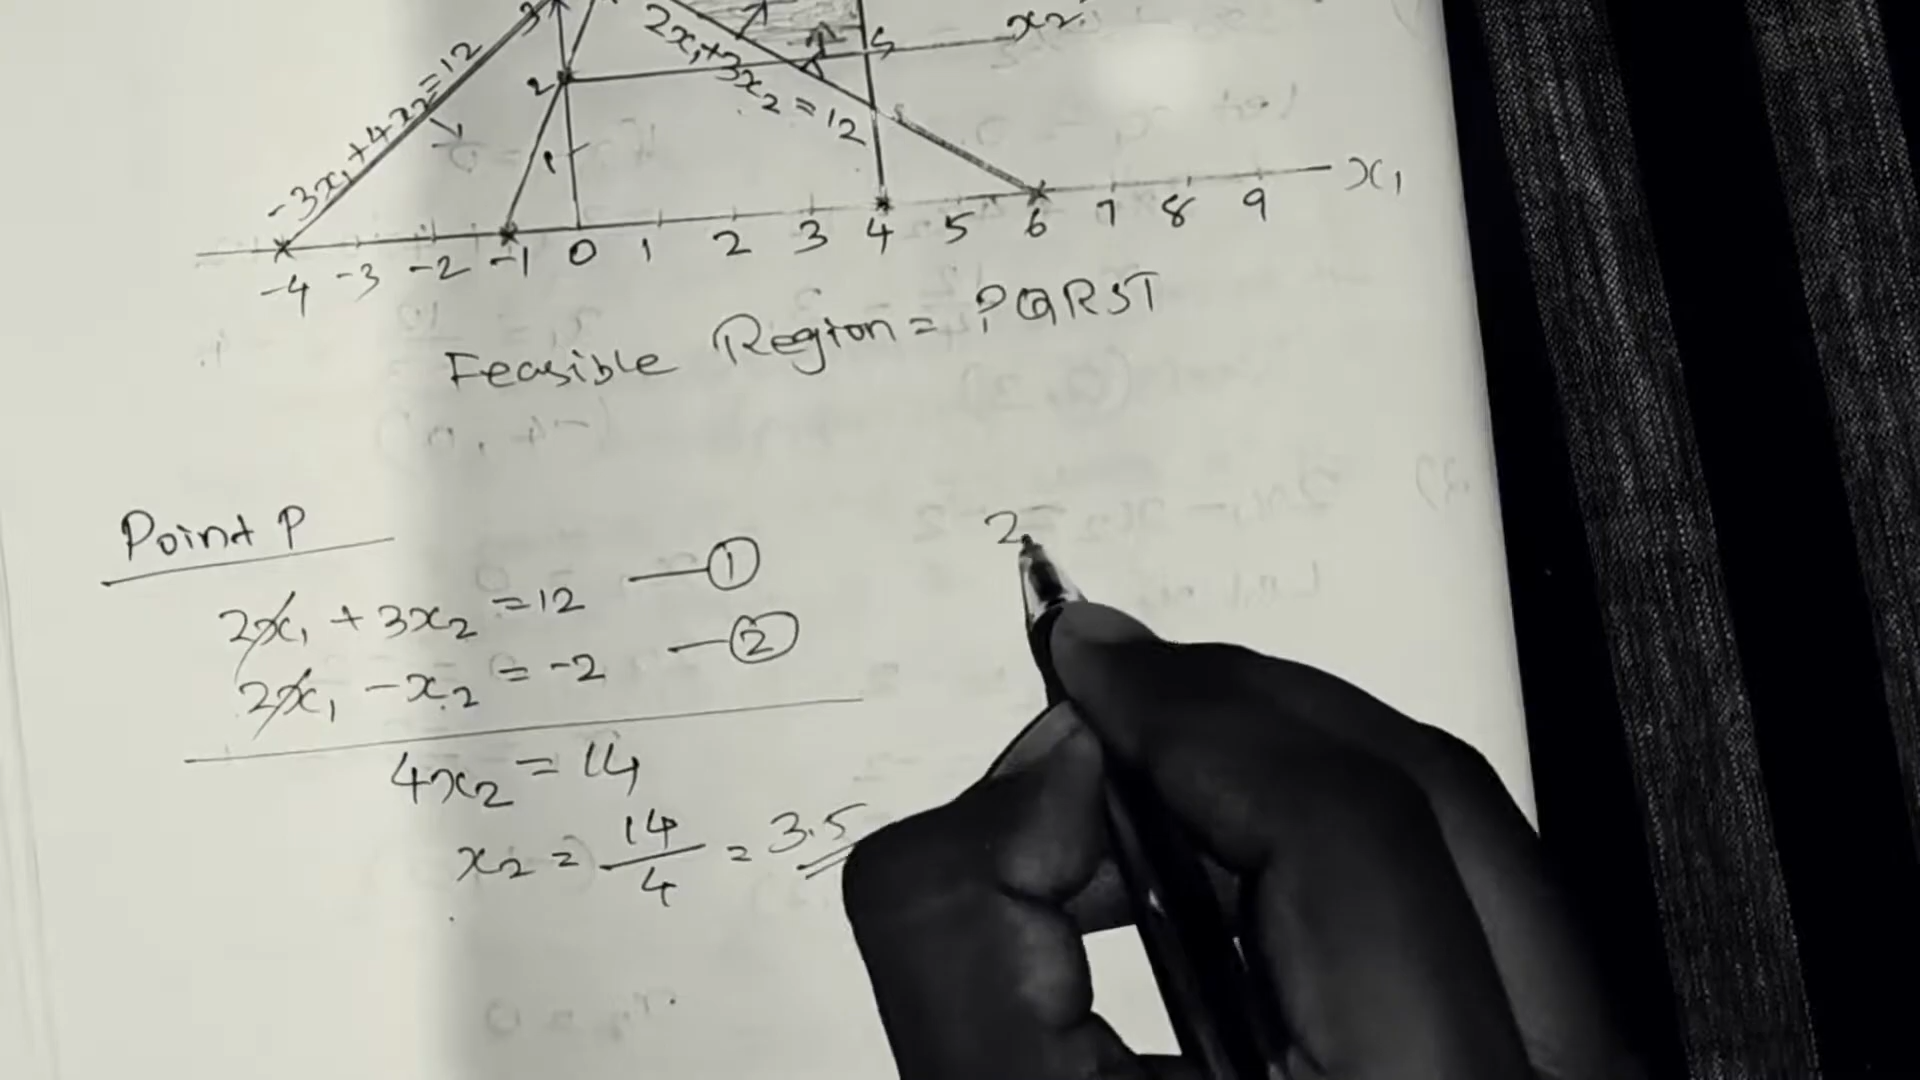 3
x2
-3x1+4x2=12
2x1+3x2=12
2
S
1
x1
-4 -3 -2 -1 0 1 2 3 4 5 6 7 8 9
Feasible Region = PQRST
Point P
2x1 + 3x2 = 12 —①
2x1 - x2 = -2 —②
4x2 = 14
x2 = 14/4 = 3.5
2